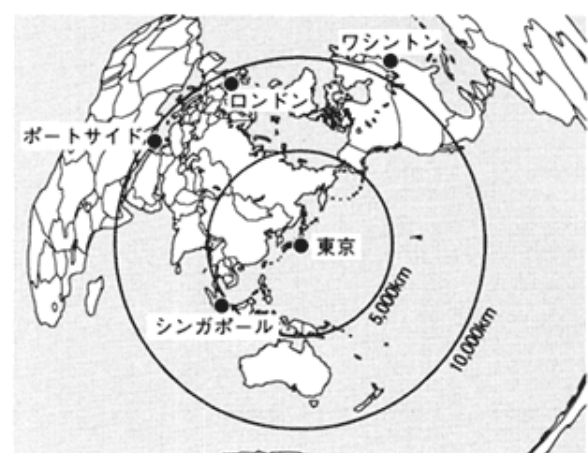 ワシントン
ロンドン
ポートサイド
東京
シンガポール
5,000km
10,000km